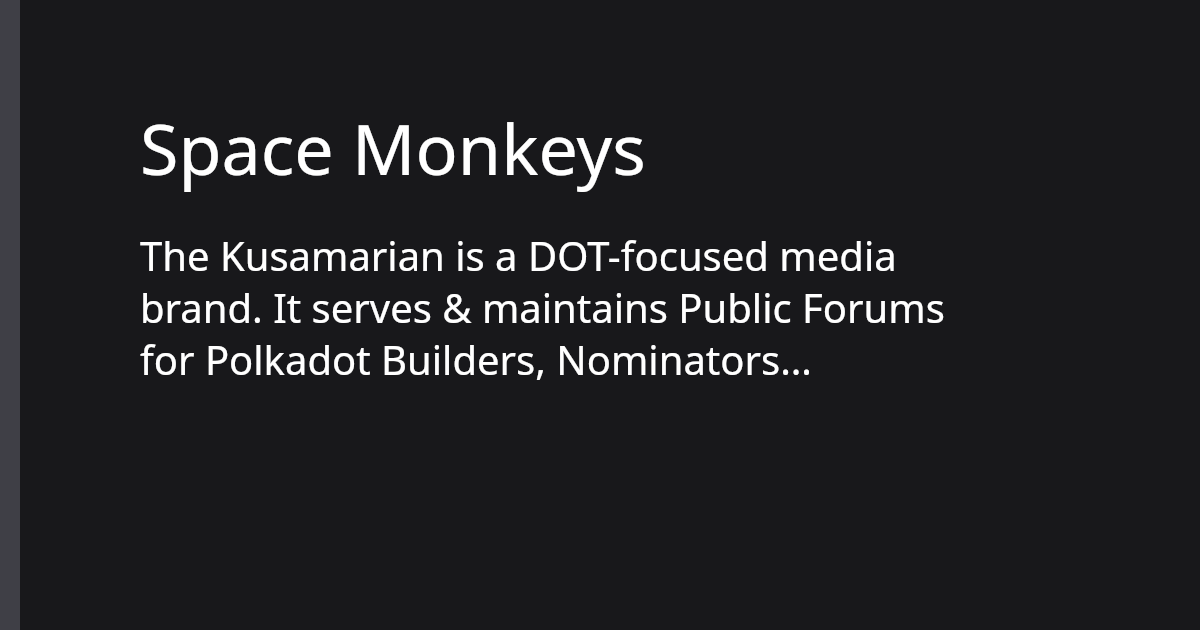 Space Monkeys
The Kusamarian is a DOT-focused media
brand. It serves & maintains Public Forums
for Polkadot Builders, Nominators...